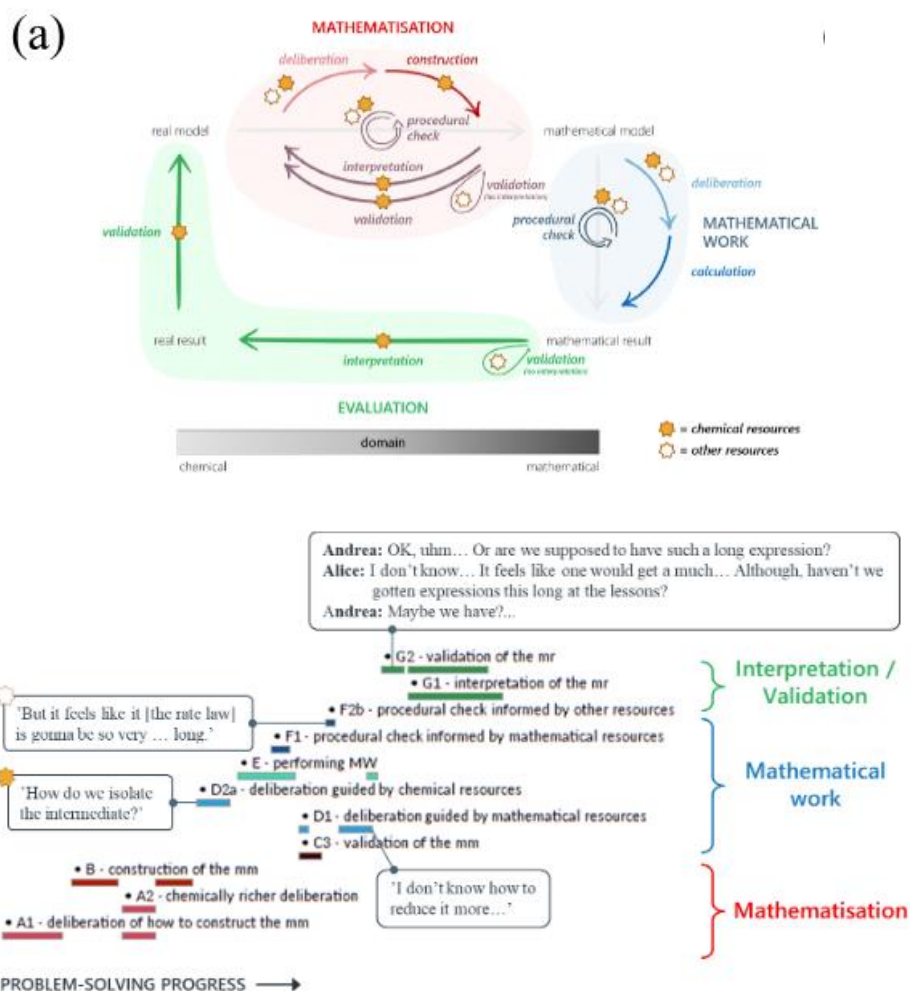 (a)
MATHEMATISATION
deliberation
construction
procedural
check
real model
mathematical model
interpretation
validation
(no interpretation)
validation
deliberation
procedural
check
MATHEMATICAL
WORK
calculation
validation
real result
mathematical result
interpretation
validation
(no interpretation)
EVALUATION
domain
chemical
mathematical
= chemical resources
= other resources
Andrea: OK, uhm… Or are we supposed to have such a long expression?
Alice: I don't know… It feels like one would get a much… Although, haven't we
gotten expressions this long at the lessons?
Andrea: Maybe we have?...
• G2 - validation of the mr
• G1 - interpretation of the mr
Interpretation /
Validation
'But it feels like it [the rate law]
is gonna be so very … long.'
• F2b - procedural check informed by other resources
• F1 - procedural check informed by mathematical resources
• E - performing MW
'How do we isolate
the intermediate?'
• D2a - deliberation guided by chemical resources
• D1 - deliberation guided by mathematical resources
• C3 - validation of the mm
Mathematical
work
• B - construction of the mm
• A2 - chemically richer deliberation
• A1 - deliberation of how to construct the mm
'I don't know how to
reduce it more…'
Mathematisation
PROBLEM-SOLVING PROGRESS